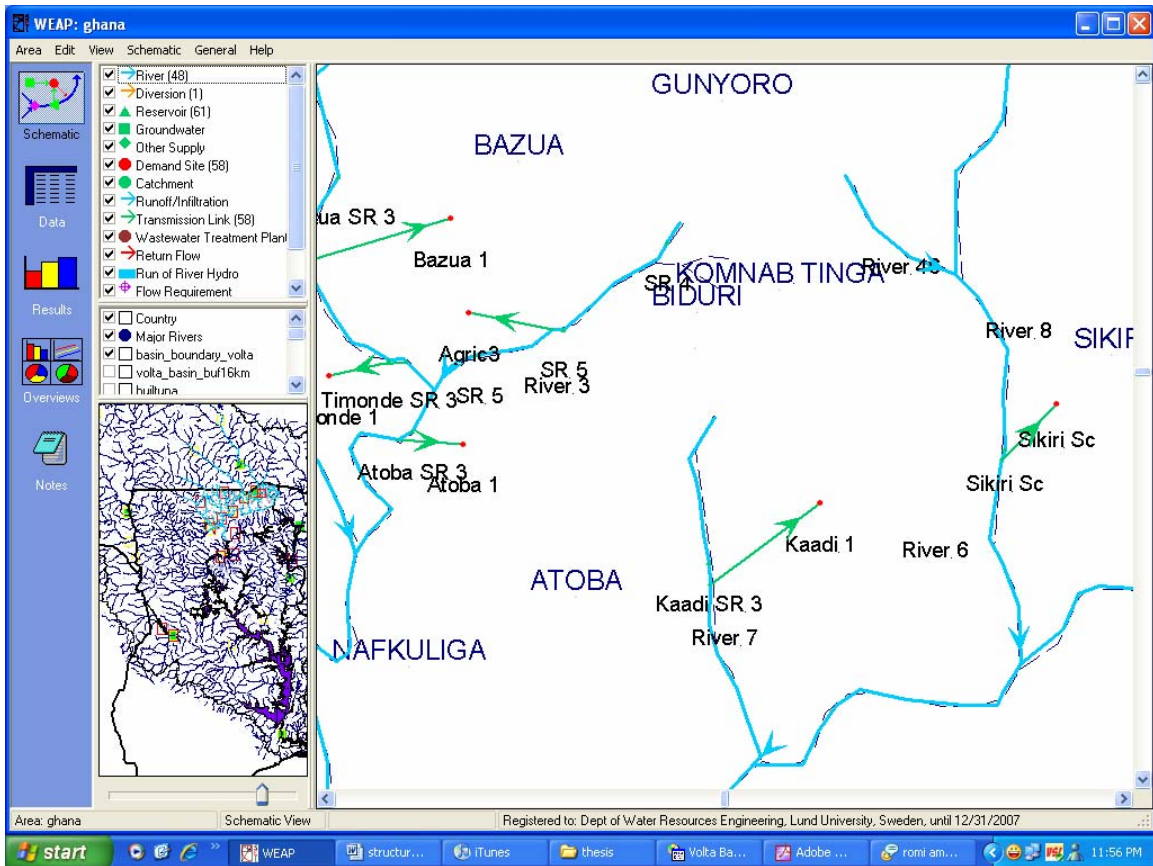 WEAP: ghana
Area Edit View Schematic General Help
Schematic
Data
Results
Overviews
Notes
River (48)
Diversion (1)
Reservoir (61)
Groundwater
Other Supply
Demand Site (58)
Catchment
Runoff/Infiltration
Transmission Link (58)
Wastewater Treatment Plant
Return Flow
Run of River Hydro
Flow Requirement
Country
Major Rivers
basin_boundary_volta
volta_basin_buf16km
GUNYORO
BAZUA
ua SR 3
Bazua 1
KOMNAB TINGA
SR 4
BIDURI
River 8
SIKIF
Agric3
SR 5
River 3
Timonde SR 3
SR 5
onde 1
Atoba SR 3
Atoba 1
Sikiri Sc
Sikiri Sc
River 6
Kaadi 1
ATOBA
Kaadi SR 3
River 7
NAFKULIGA
Area: ghana Schematic View Registered to: Dept of Water Resources Engineering, Lund University, Sweden, until 12/31/2007
start WEAP structur... iTunes thesis Volta Ba... Adobe ... romi am... 11:56 PM